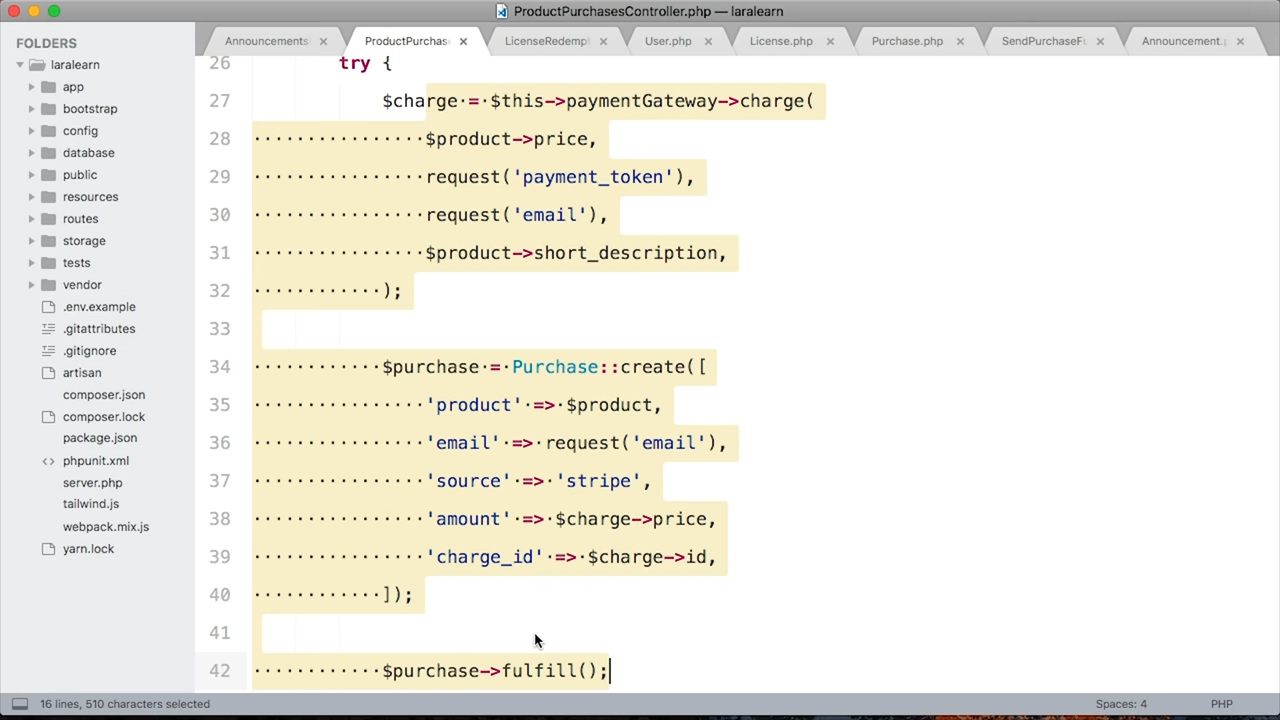 ProductPurchasesController.php — laralearn
FOLDERS
laralearn
app
bootstrap
config
database
public
resources
routes
storage
tests
vendor
.env.example
.gitattributes
.gitignore
artisan
composer.json
composer.lock
package.json
phpunit.xml
server.php
tailwind.js
webpack.mix.js
yarn.lock
Announcements
ProductPurchas
LicenseRedempt
User.php
License.php
Purchase.php
SendPurchaseFu
Announcement.p
26 try {
27 $charge = $this->paymentGateway->charge(
28 $product->price,
29 request('payment_token'),
30 request('email'),
31 $product->short_description,
32 );
33
34 $purchase = Purchase::create([
35 'product' => $product,
36 'email' => request('email'),
37 'source' => 'stripe',
38 'amount' => $charge->price,
39 'charge_id' => $charge->id,
40 ]);
41
42 $purchase->fulfill();
16 lines, 510 characters selected
Spaces: 4
PHP